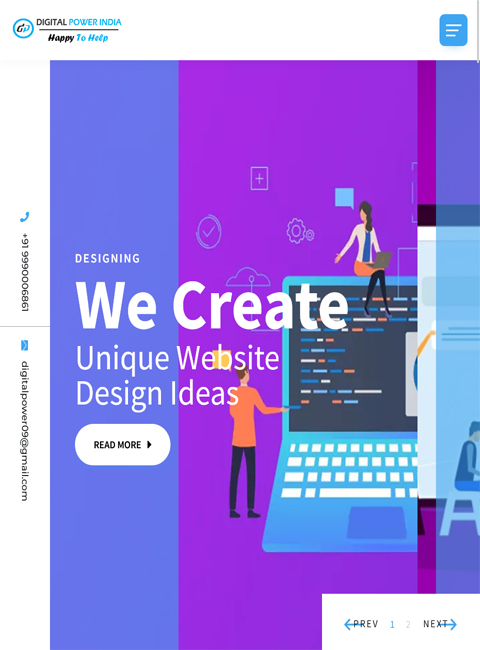 DIGITAL POWER INDIA
Happy To Help
+91 9990006861
digitalpower09@gmail.com
DESIGNING
We Create
Unique Website
Design Ideas
READ MORE
PREV 1 2 NEXT